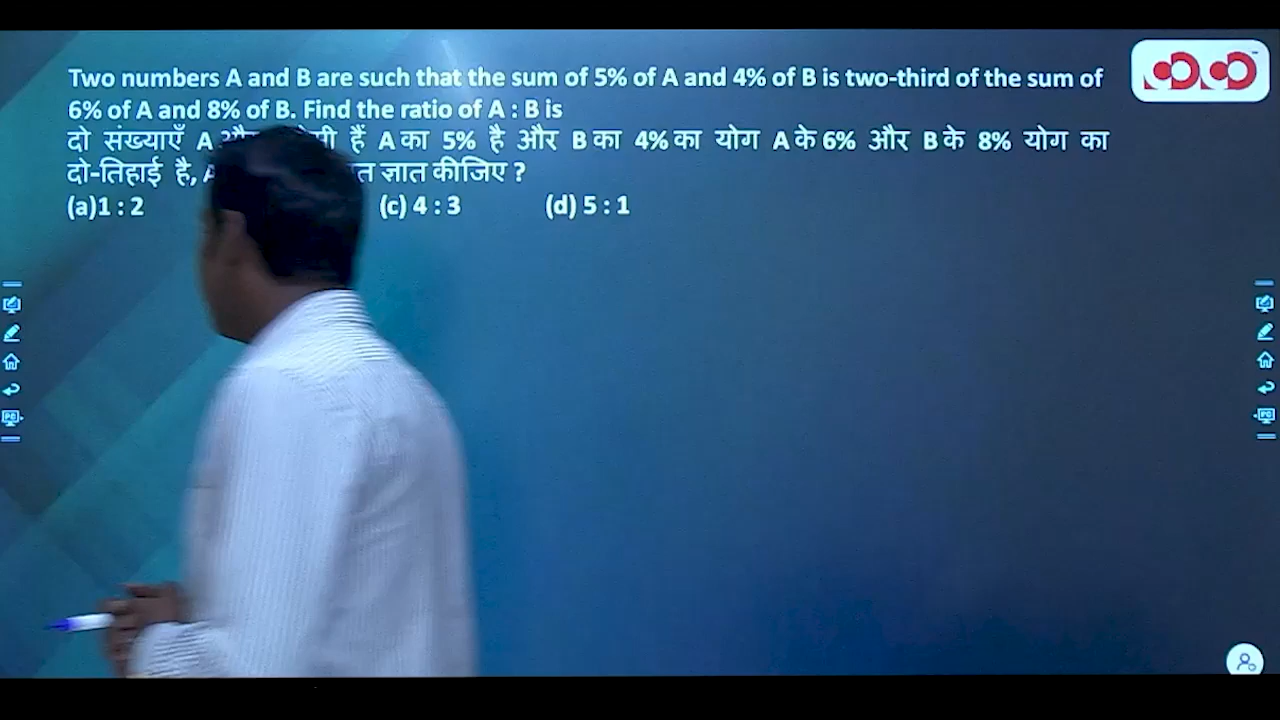 Two numbers A and B are such that the sum of 5% of A and 4% of B is two-third of the sum of
6% of A and 8% of B. Find the ratio of A : B is
दो संख्याएँ A हैं A का 5% है और B का 4% का योग A के 6% और B के 8% योग का
दो-तिहाई है, ज्ञात कीजिए ?
(a)1 : 2 (c) 4 : 3 (d) 5 : 1